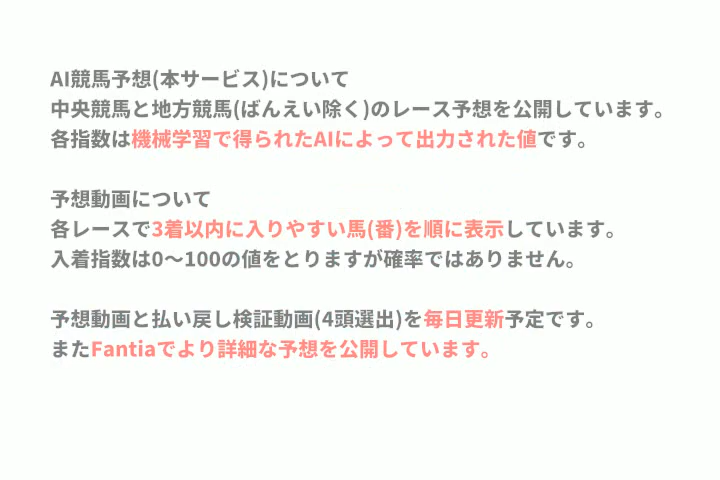 AI競馬予想(本サービス)について
中央競馬と地方競馬(ばんえい除く)のレース予想を公開しています。
各指数は機械学習で得られたAIによって出力された値です。
予想動画について
各レースで3着以内に入りやすい馬(番)を順に表示しています。
入着指数は0〜100の値をとりますが確率ではありません。
予想動画と払い戻し検証動画(4頭選出)を毎日更新予定です。
またFantiaでより詳細な予想を公開しています。